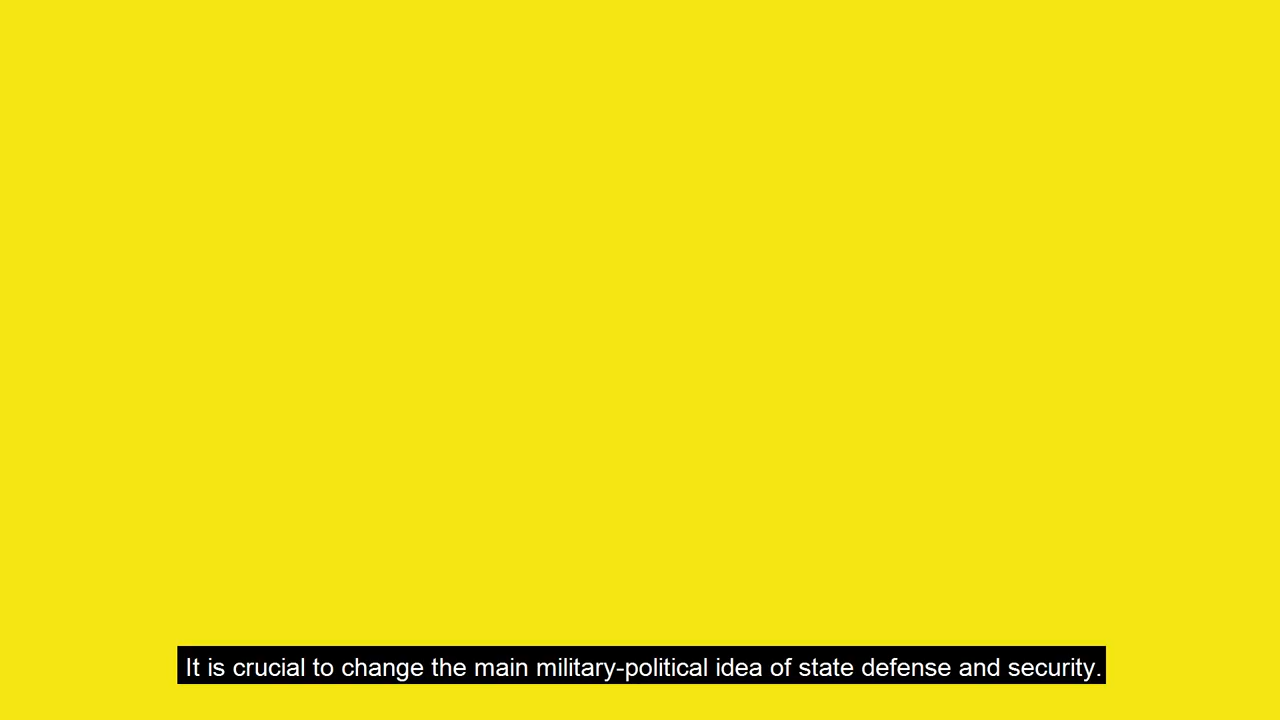 It is crucial to change the main military-political idea of state defense and security.